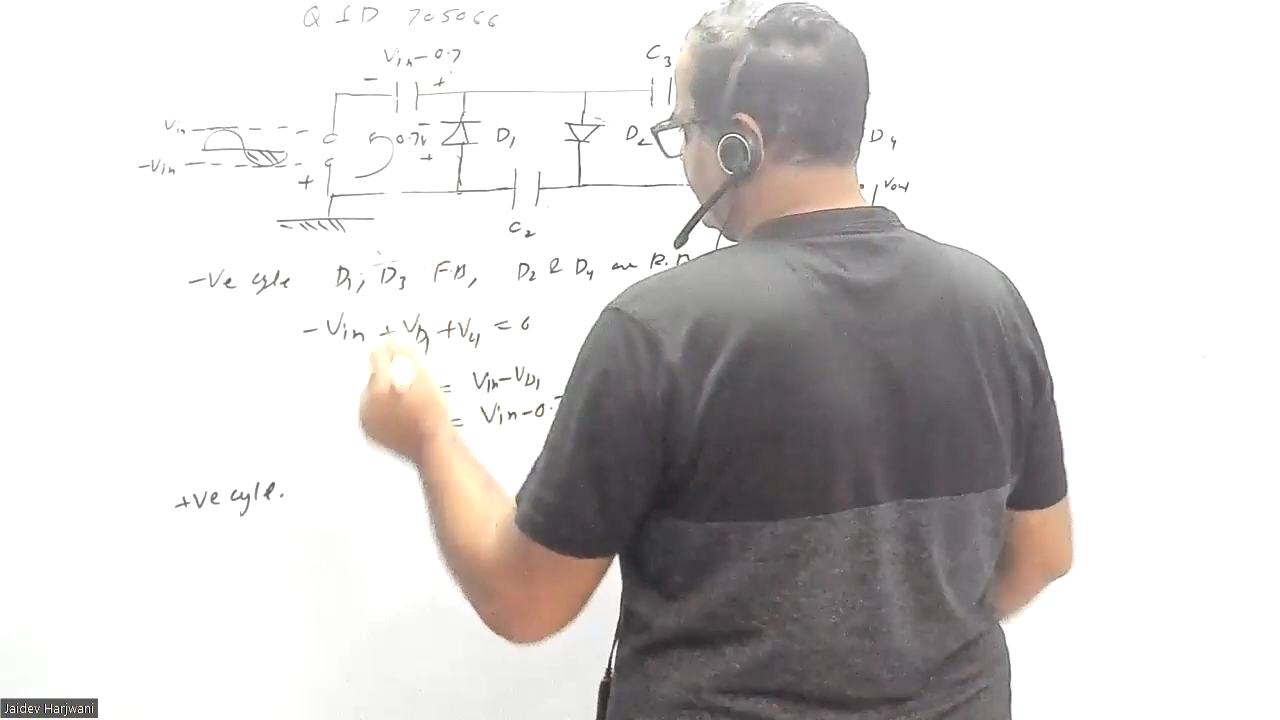 Q I D 705066
Vin-0.7
C3
- +
Vin
-Vin
0.7V
- +
D1
D2
D4
+
Vout
C2
-Ve cycle D1, D3 F.B, D2 & D4 are R.B
-Vin + VD1 + VC1 = 0
= Vin-VD1
= Vin-0.7
+Ve cycle.
Jaidev Harjwani